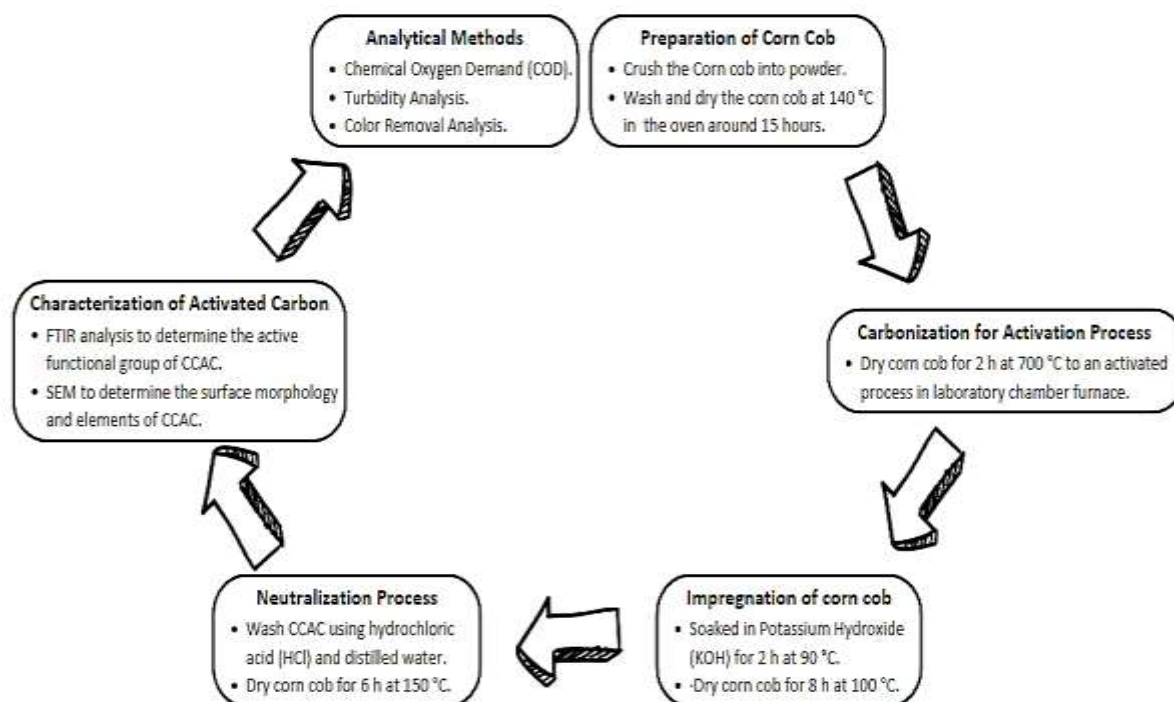 Analytical Methods
• Chemical Oxygen Demand (COD).
• Turbidity Analysis.
• Color Removal Analysis.
Preparation of Corn Cob
• Crush the Corn cob into powder.
• Wash and dry the corn cob at 140 °C
in the oven around 15 hours.
Carbonization for Activation Process
• Dry corn cob for 2 h at 700 °C to an activated
process in laboratory chamber furnace.
Impregnation of corn cob
• Soaked in Potassium Hydroxide
(KOH) for 2 h at 90 °C.
• -Dry corn cob for 8 h at 100 °C.
Neutralization Process
• Wash CCAC using hydrochloric
acid (HCl) and distilled water.
• Dry corn cob for 6 h at 150 °C.
Characterization of Activated Carbon
• FTIR analysis to determine the active
functional group of CCAC.
• SEM to determine the surface morphology
and elements of CCAC.